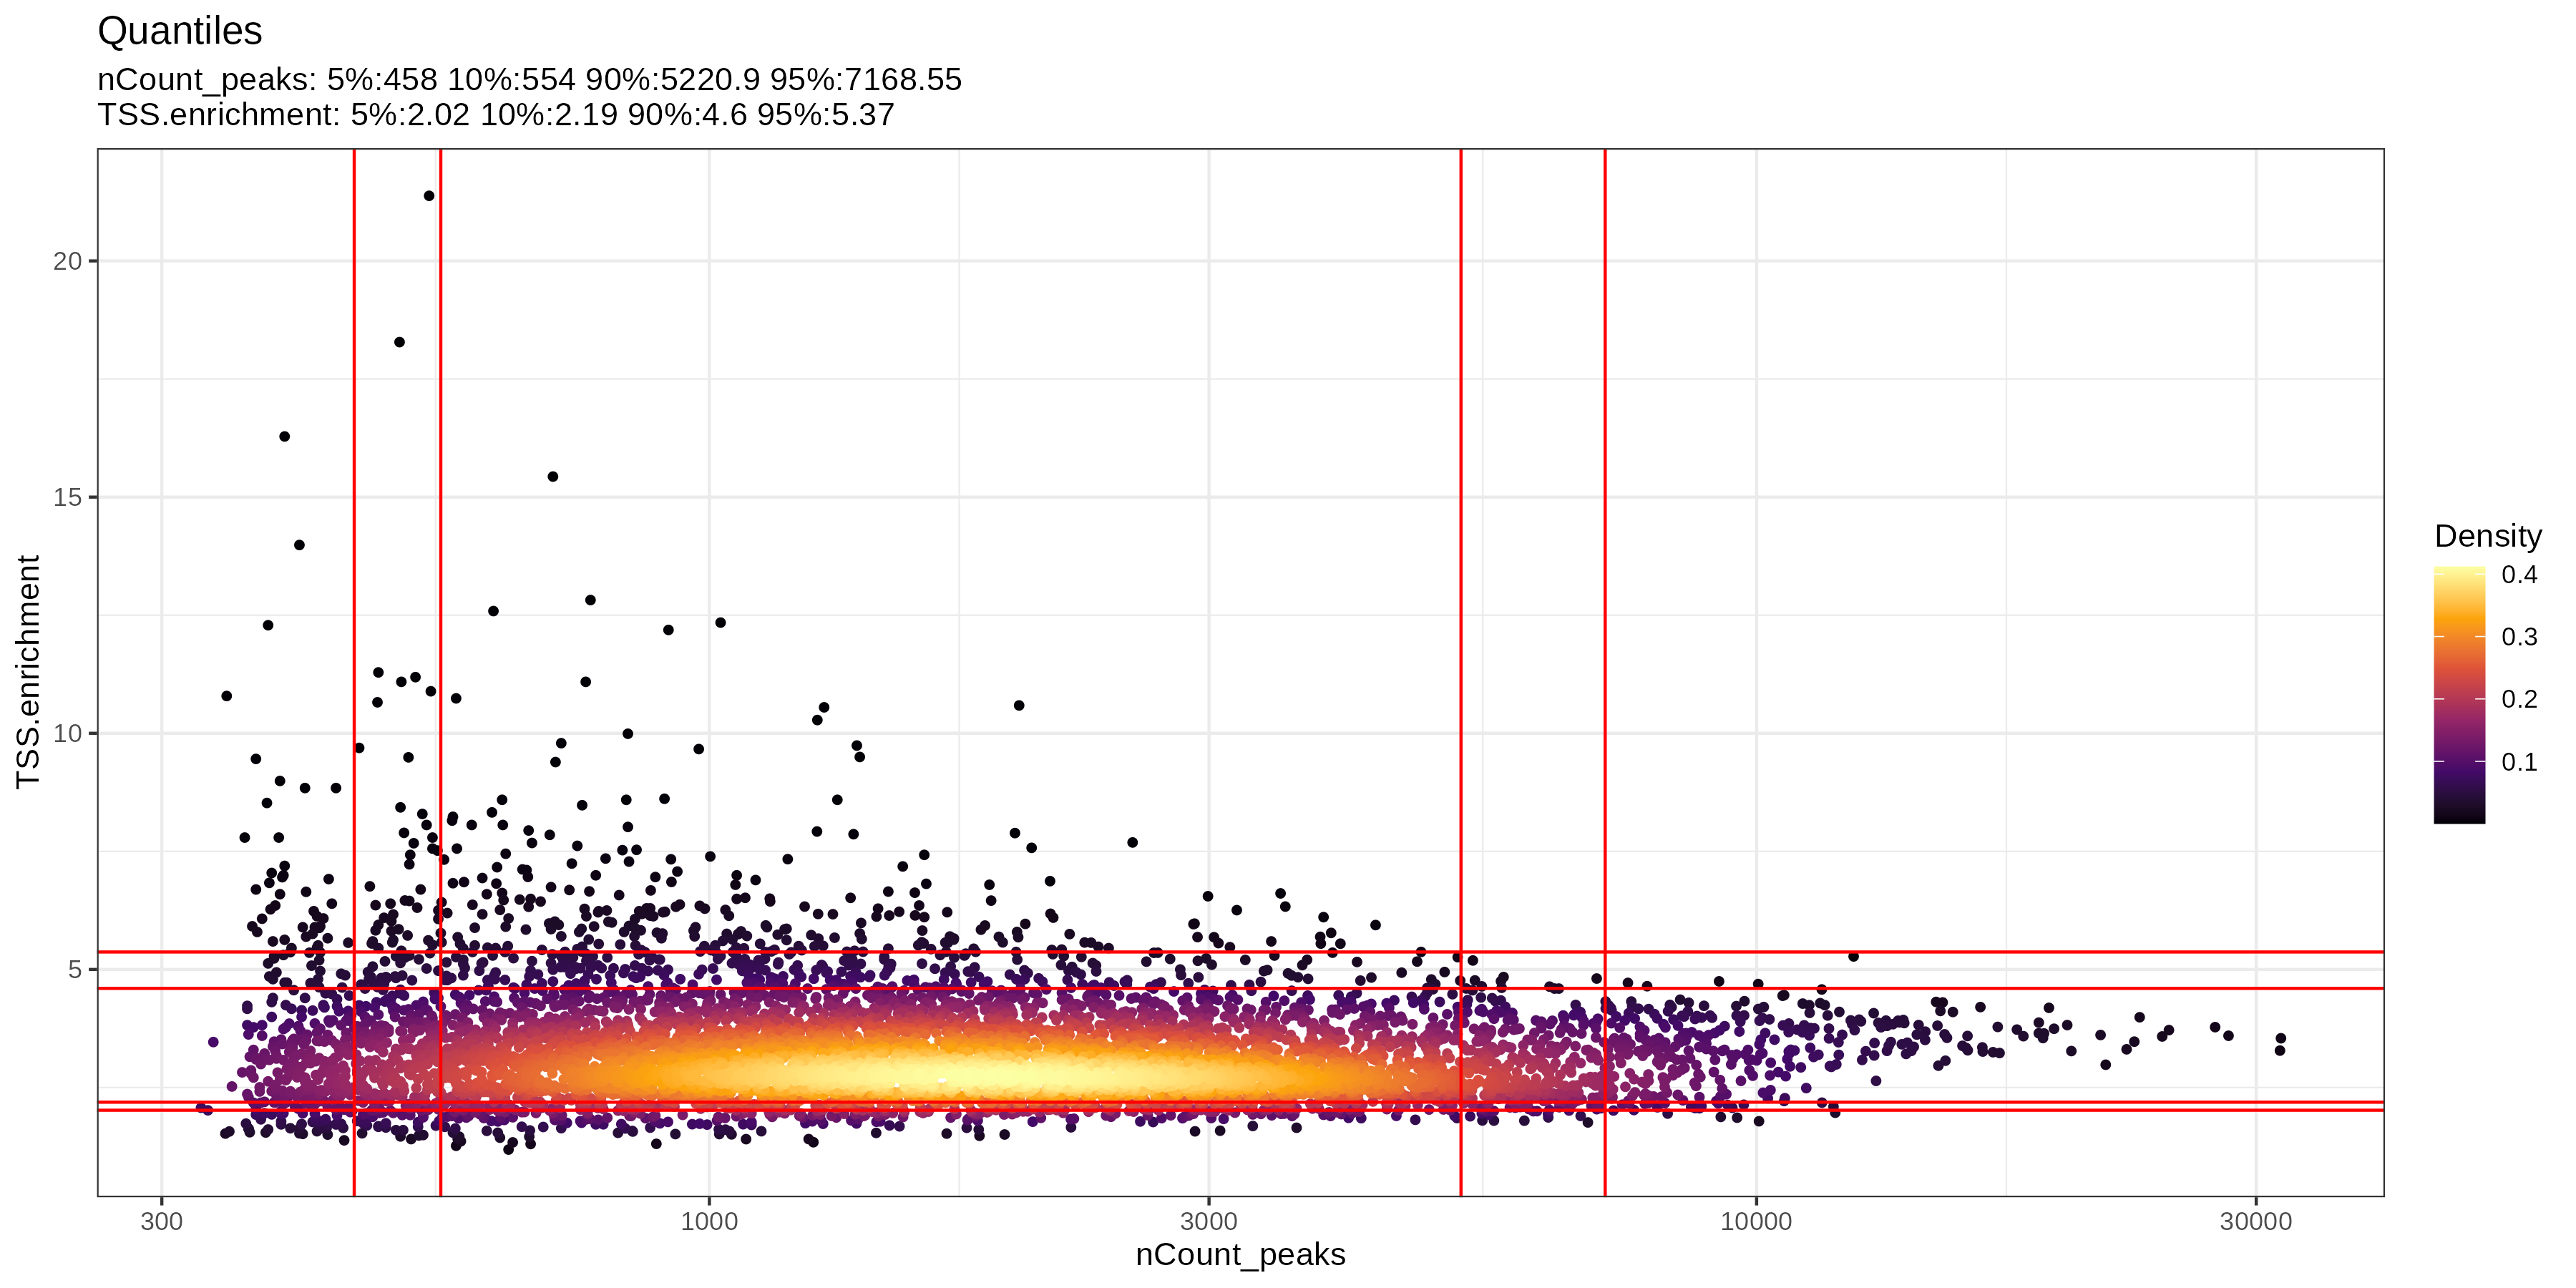 Quantiles
nCount_peaks: 5%:458 10%:554 90%:5220.9 95%:7168.55
TSS.enrichment: 5%:2.02 10%:2.19 90%:4.6 95%:5.37
TSS.enrichment
20
15
10
5
300
1000
3000
10000
30000
nCount_peaks
Density
0.4
0.3
0.2
0.1